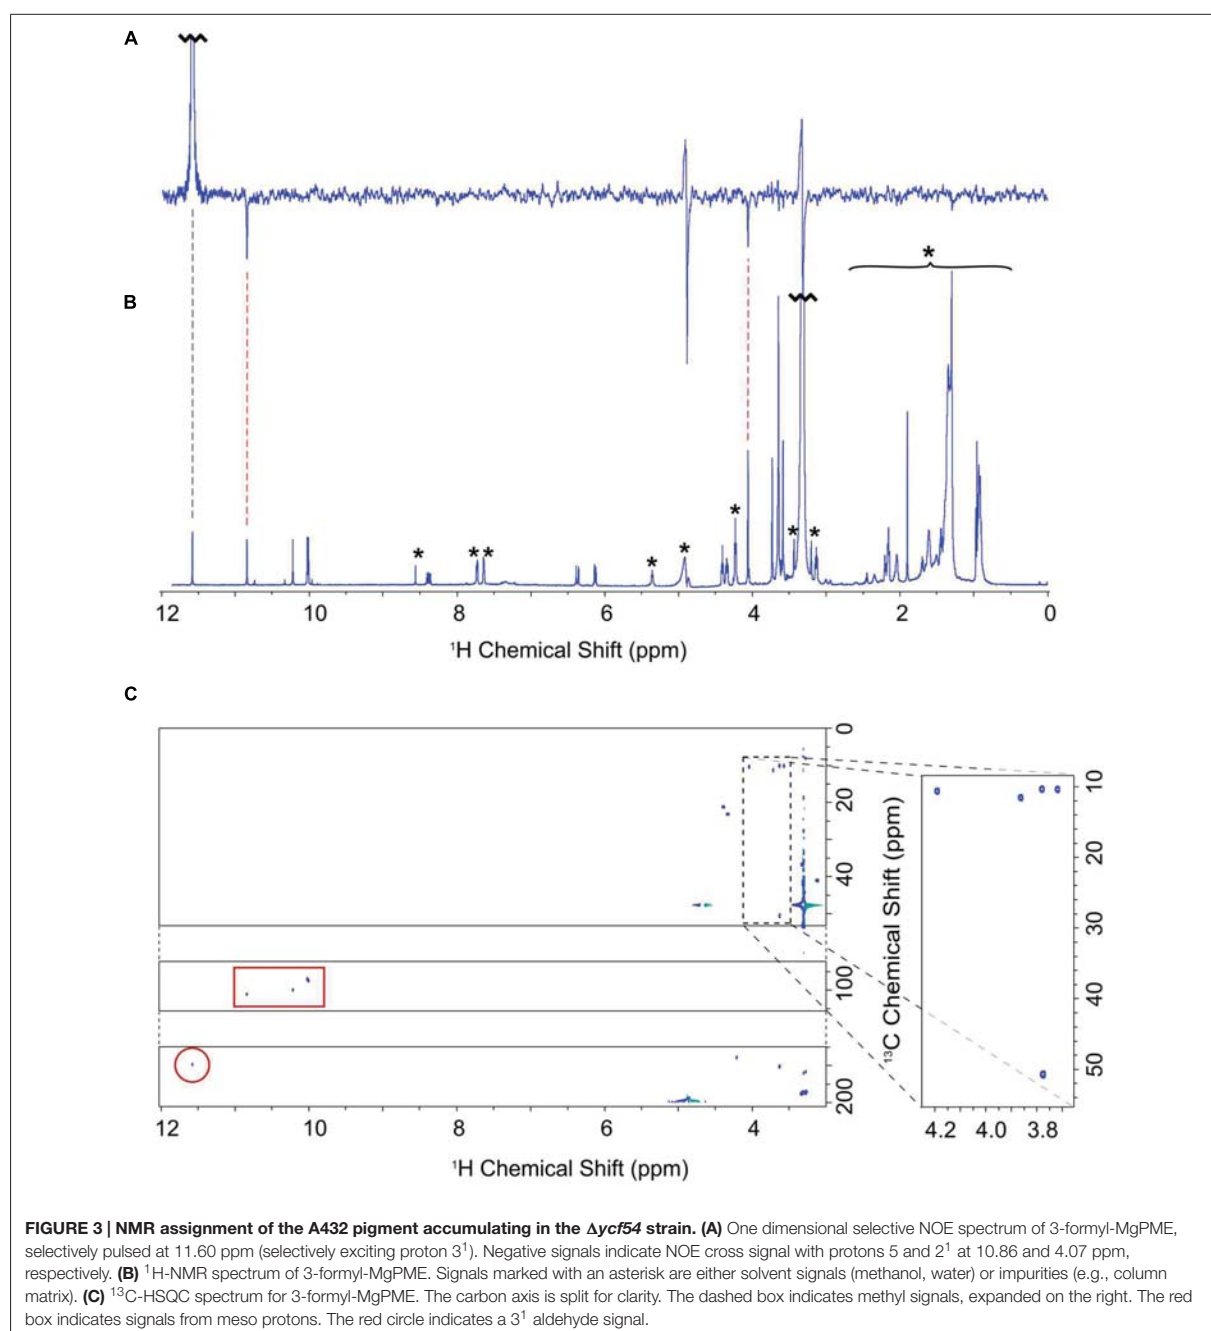 A
*
B
* * * * * * * *
12 10 8 6 4 2 0
¹H Chemical Shift (ppm)
C
0
20
40
100
200
12 10 8 6 4
¹H Chemical Shift (ppm)
¹³C Chemical Shift (ppm)
10
20
30
40
50
4.2 4.0 3.8
FIGURE 3 | NMR assignment of the A432 pigment accumulating in the Δycf54 strain. (A) One dimensional selective NOE spectrum of 3-formyl-MgPME,
selectively pulsed at 11.60 ppm (selectively exciting proton 3¹). Negative signals indicate NOE cross signal with protons 5 and 2¹ at 10.86 and 4.07 ppm,
respectively. (B) ¹H-NMR spectrum of 3-formyl-MgPME. Signals marked with an asterisk are either solvent signals (methanol, water) or impurities (e.g., column
matrix). (C) ¹³C-HSQC spectrum for 3-formyl-MgPME. The carbon axis is split for clarity. The dashed box indicates methyl signals, expanded on the right. The red
box indicates signals from meso protons. The red circle indicates a 3¹ aldehyde signal.